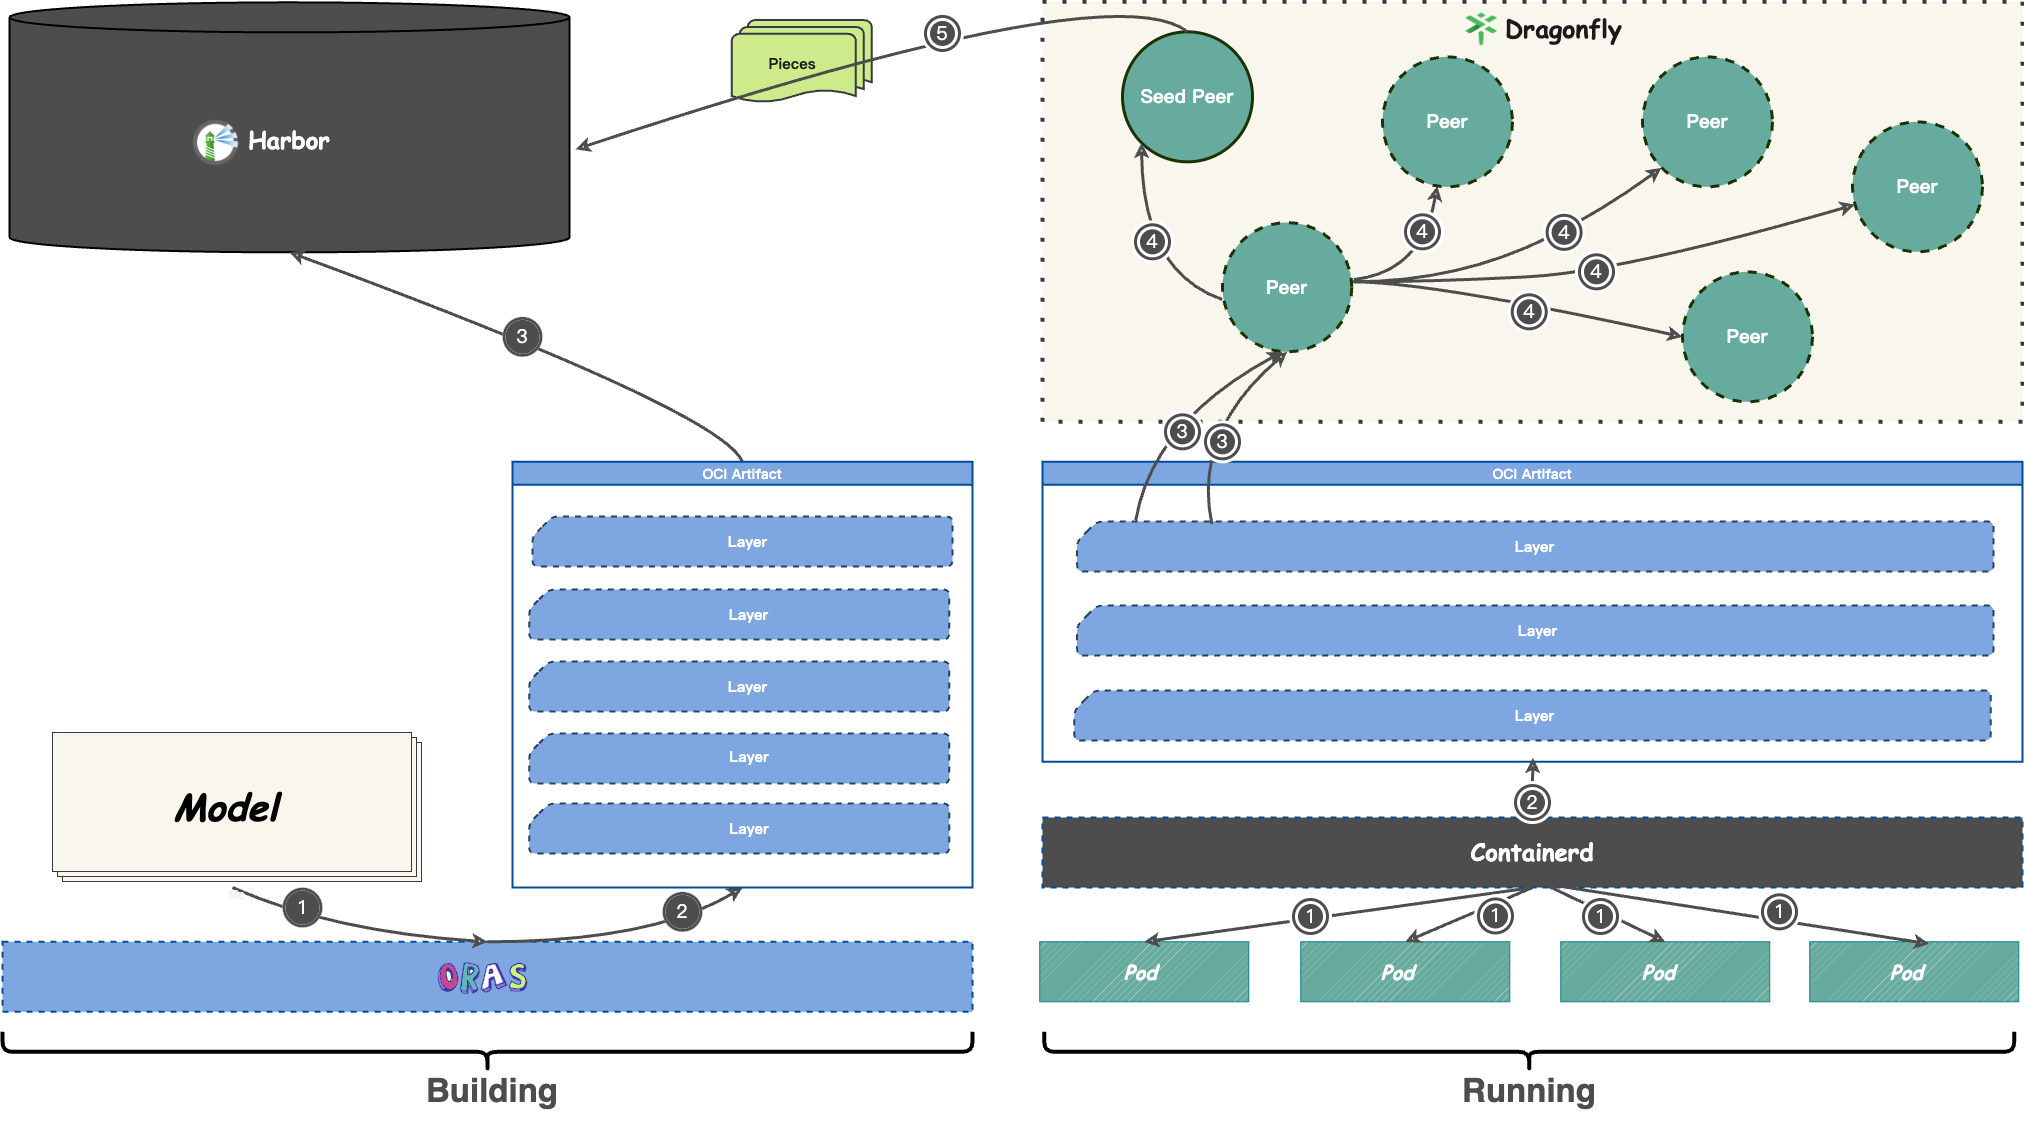 Harbor
Pieces
5
3
Model
1
2
ORAS
OCI Artifact
Layer
Layer
Layer
Layer
Layer
Building
Dragonfly
Seed Peer
Peer
Peer
Peer
Peer
Peer
4
4
4
4
4
3
3
OCI Artifact
Layer
Layer
Layer
2
Containerd
1
1
1
1
Pod
Pod
Pod
Pod
Running